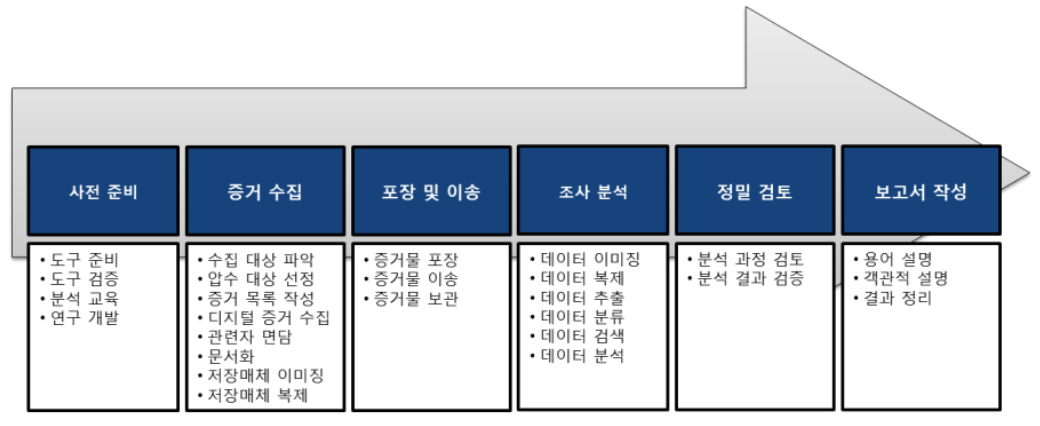 사전 준비
• 도구 준비
• 도구 검증
• 분석 교육
• 연구 개발
증거 수집
• 수집 대상 파악
• 압수 대상 선정
• 증거 목록 작성
• 디지털 증거 수집
• 관련자 면담
• 문서화
• 저장매체 이미징
• 저장매체 복제
포장 및 이송
• 증거물 포장
• 증거물 이송
• 증거물 보관
조사 분석
• 데이터 이미징
• 데이터 복제
• 데이터 추출
• 데이터 분류
• 데이터 검색
• 데이터 분석
정밀 검토
• 분석 과정 검토
• 분석 결과 검증
보고서 작성
• 용어 설명
• 객관적 설명
• 결과 정리